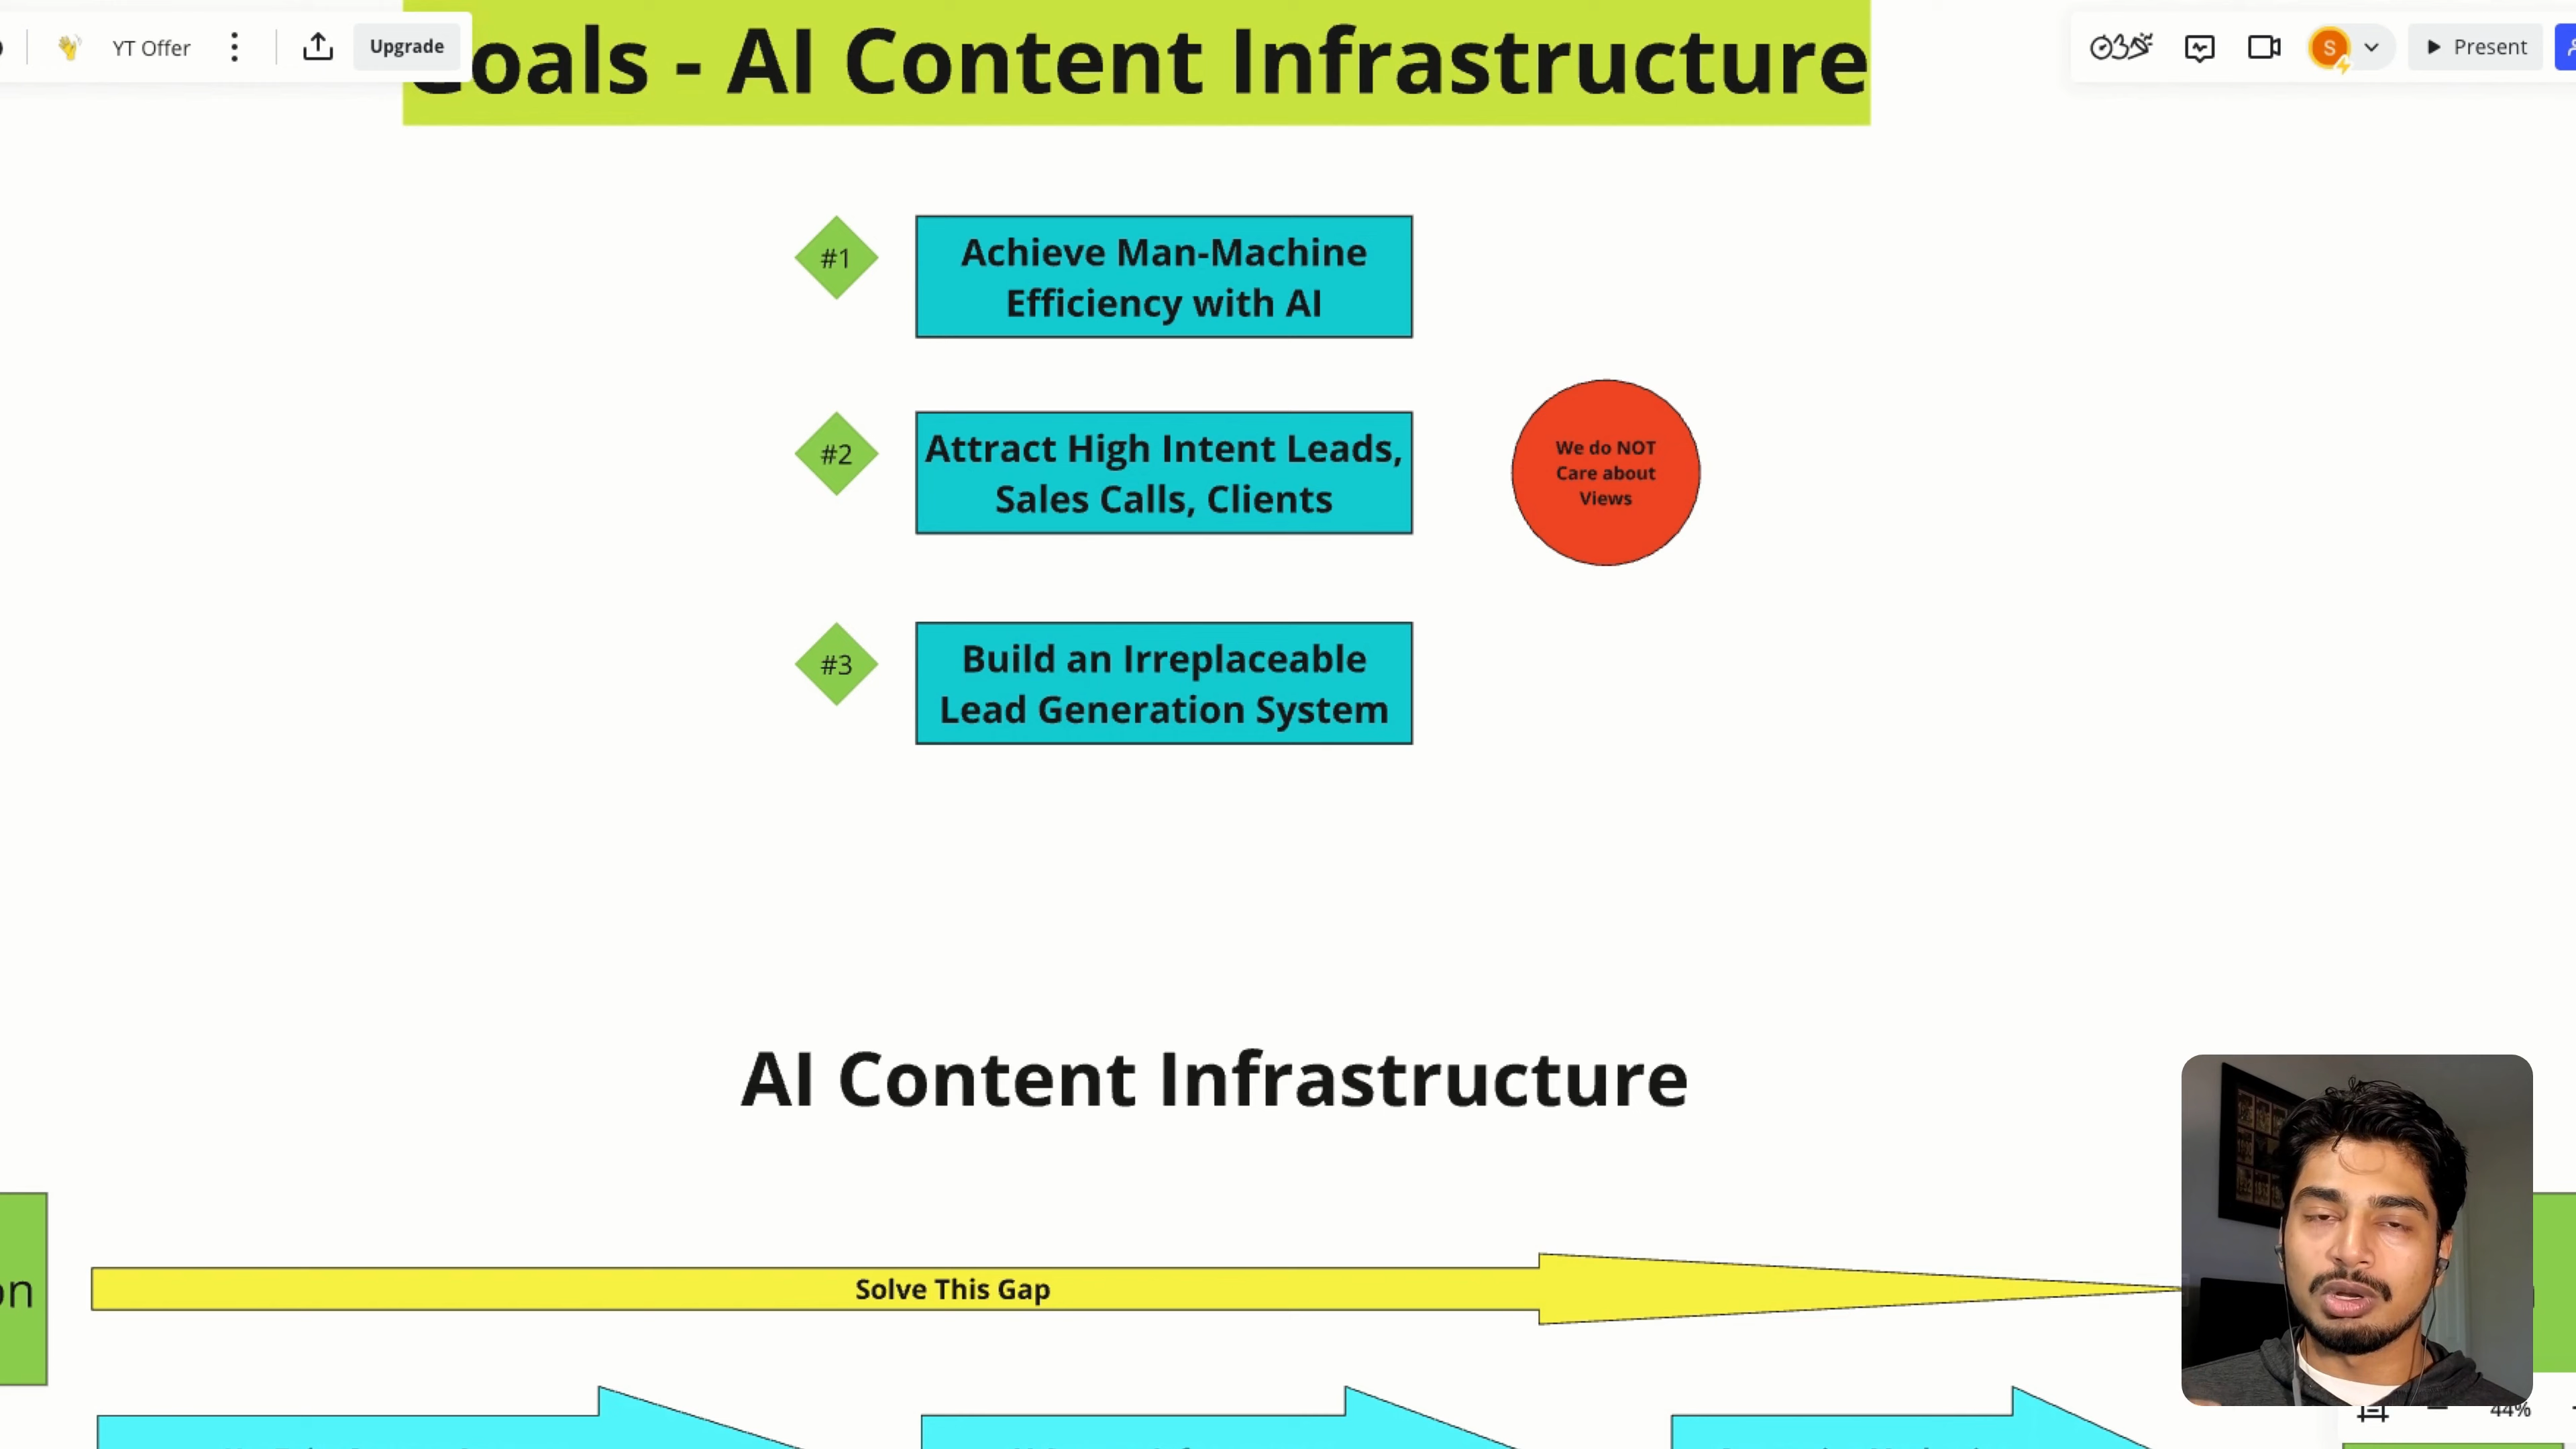 YT Offer
Upgrade
Goals - AI Content Infrastructure
S
Present
#1
Achieve Man-Machine
Efficiency with AI
#2
Attract High Intent Leads,
Sales Calls, Clients
We do NOT
Care about
Views
#3
Build an Irreplaceable
Lead Generation System
AI Content Infrastructure
on
Solve This Gap
44%